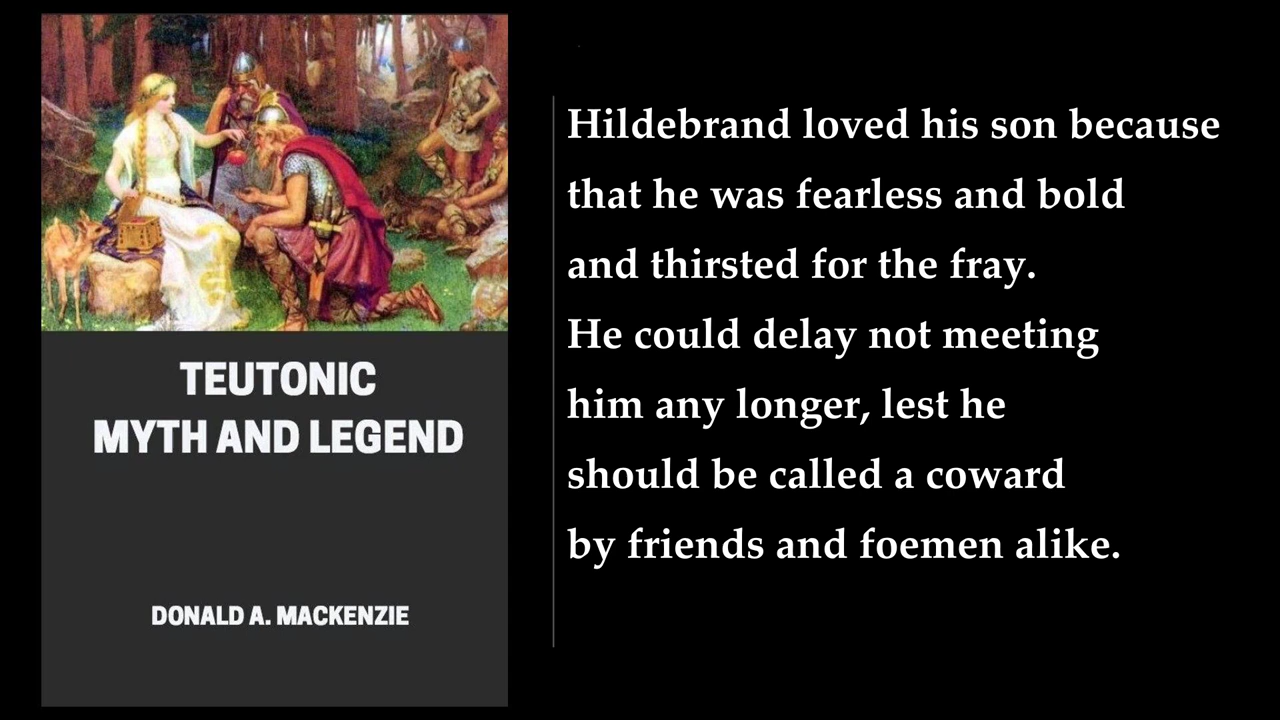 TEUTONIC
MYTH AND LEGEND
DONALD A. MACKENZIE
Hildebrand loved his son because
that he was fearless and bold
and thirsted for the fray.
He could delay not meeting
him any longer, lest he
should be called a coward
by friends and foemen alike.